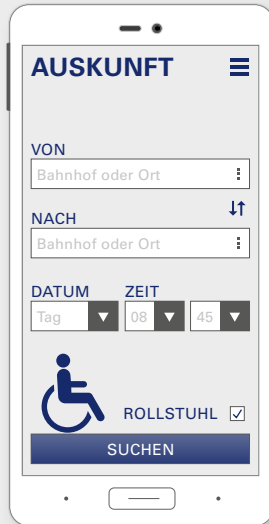 AUSKUNFT
VON
Bahnhof oder Ort
NACH
Bahnhof oder Ort
DATUM ZEIT
Tag 08 45
ROLLSTUHL
SUCHEN